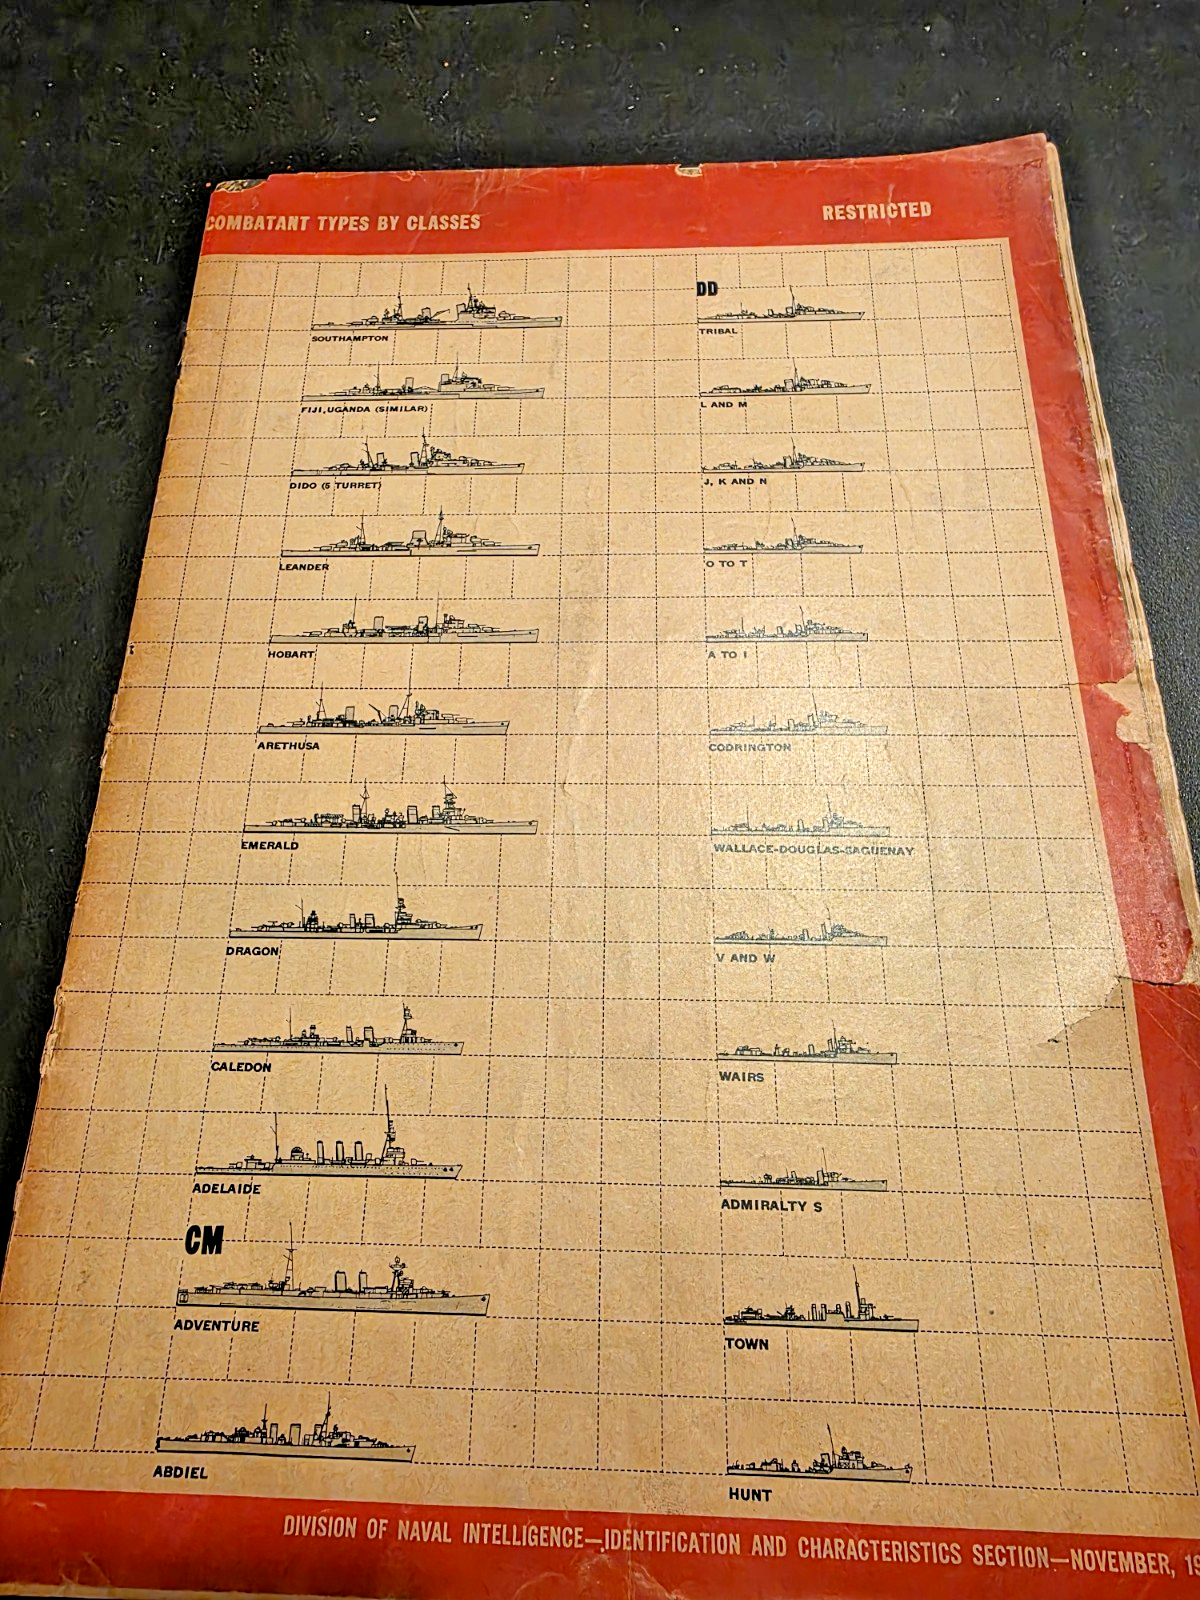 COMBATANT TYPES BY CLASSES
RESTRICTED
SOUTHAMPTON
FIJI, UGANDA (SIMILAR)
DIDO (5 TURRET)
LEANDER
HOBART
ARETHUSA
EMERALD
DRAGON
CALEDON
ADELAIDE
CM
ADVENTURE
ABDIEL
DD
TRIBAL
L AND M
J, K AND N
O TO T
A TO I
CODRINGTON
WALLACE-DOUGLAS-SAGUENAY
V AND W
WAIRS
ADMIRALTY S
TOWN
HUNT
DIVISION OF NAVAL INTELLIGENCE—IDENTIFICATION AND CHARACTERISTICS SECTION—NOVEMBER,